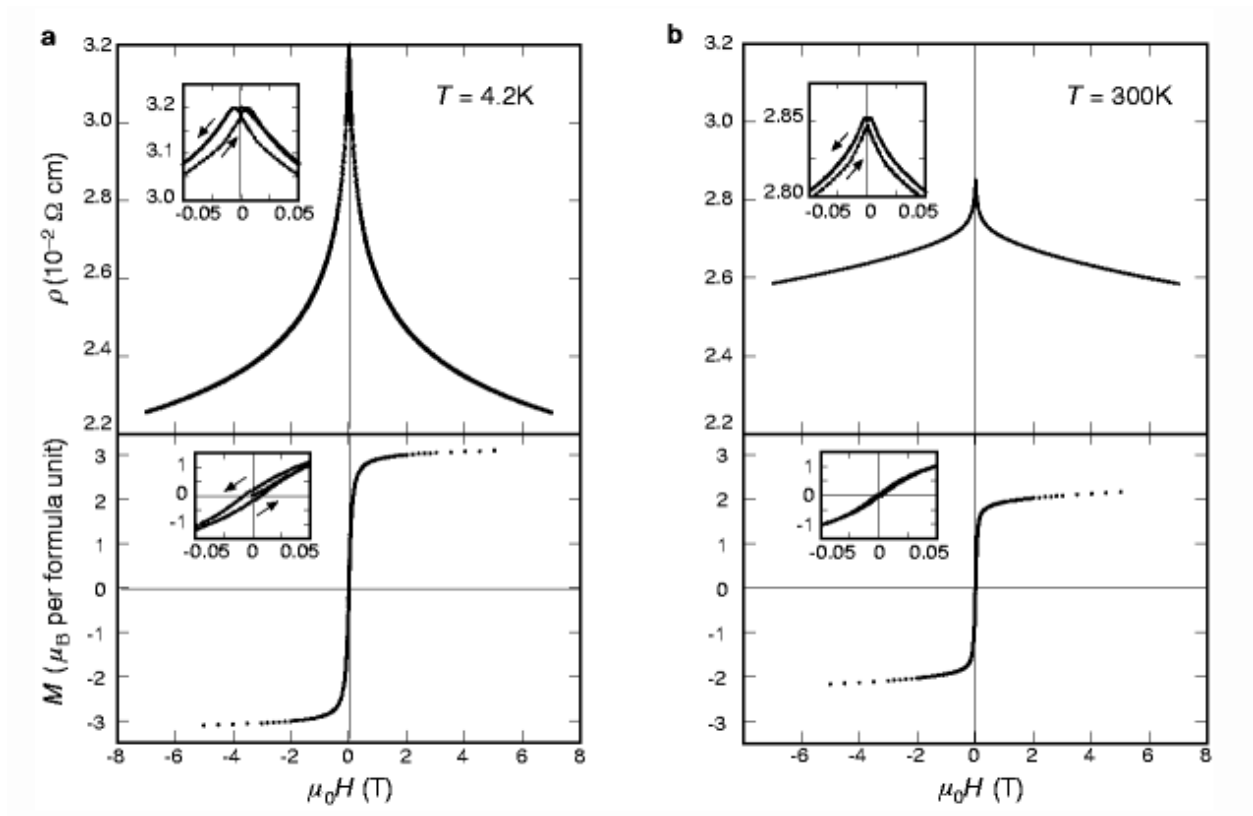 a
3.2
3.0
2.8
2.6
2.4
2.2
ρ (10⁻² Ω cm)
T = 4.2K
3.2
3.1
3.0
-0.05 0 0.05
3
2
1
0
-1
-2
-3
M (μB per formula unit)
1
0
-1
-0.05 0 0.05
-8 -6 -4 -2 0 2 4 6 8
μ₀H (T)
b
3.2
3.0
2.8
2.6
2.4
2.2
T = 300K
2.85
2.80
-0.05 0 0.05
3
2
1
0
-1
-2
-3
1
0
-1
-0.05 0 0.05
-6 -4 -2 0 2 4 6 8
μ₀H (T)